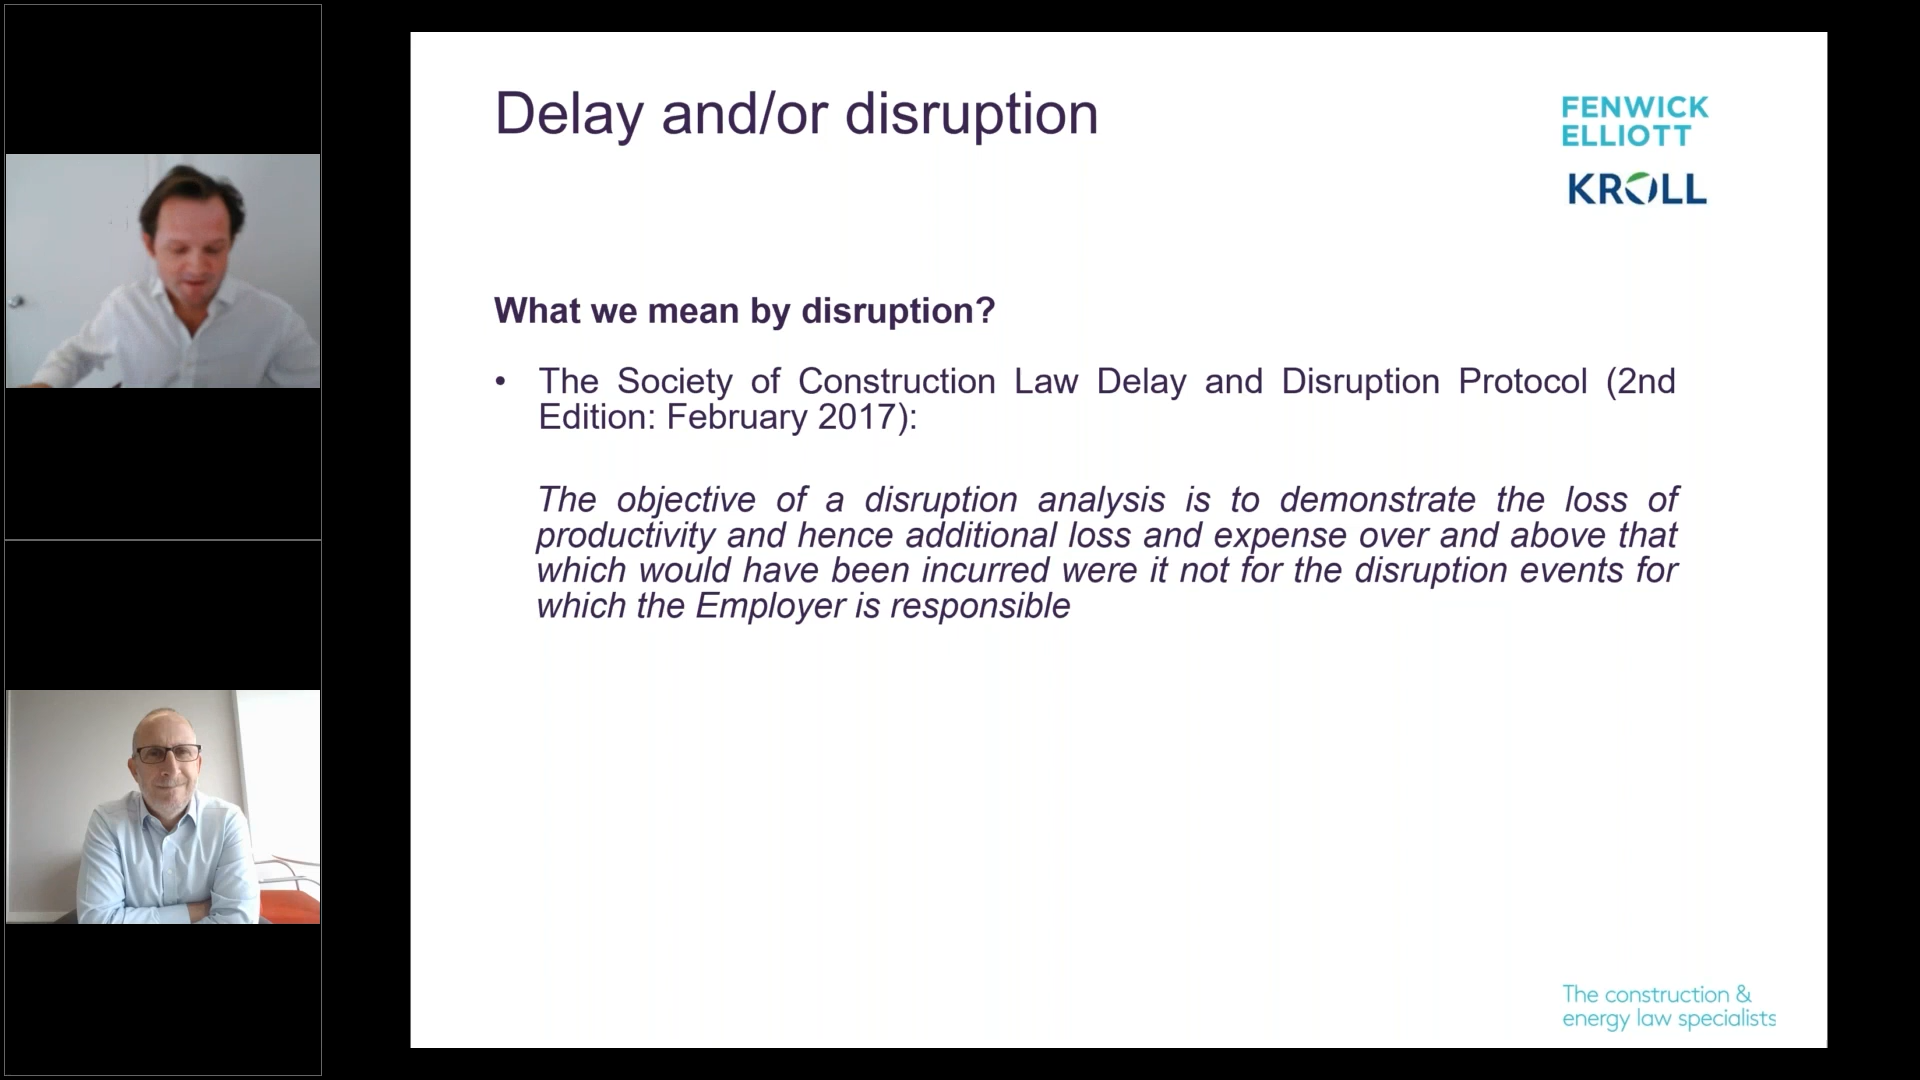 Delay and/or disruption
FENWICK
ELLIOTT
KROLL
What we mean by disruption?
• The Society of Construction Law Delay and Disruption Protocol (2nd
Edition: February 2017):
The objective of a disruption analysis is to demonstrate the loss of
productivity and hence additional loss and expense over and above that
which would have been incurred were it not for the disruption events for
which the Employer is responsible
The construction &
energy law specialists